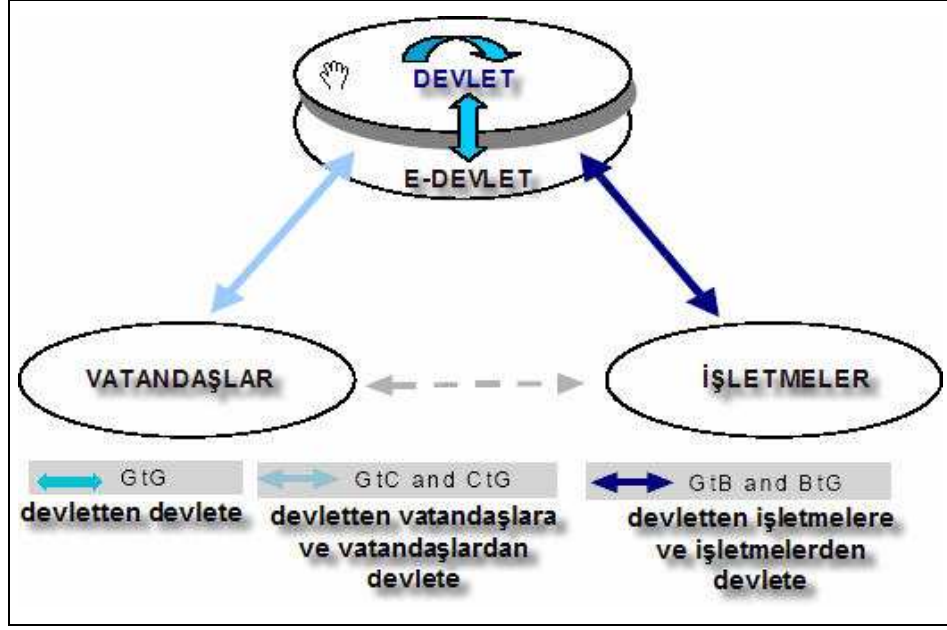 DEVLET
E-DEVLET
VATANDAŞLAR
İŞLETMELER
GtG
devletten devlete
GtC and CtG
devletten vatandaşlara
ve vatandaşlardan
devlete
GtB and BtG
devletten işletmelere
ve işletmelerden
devlete